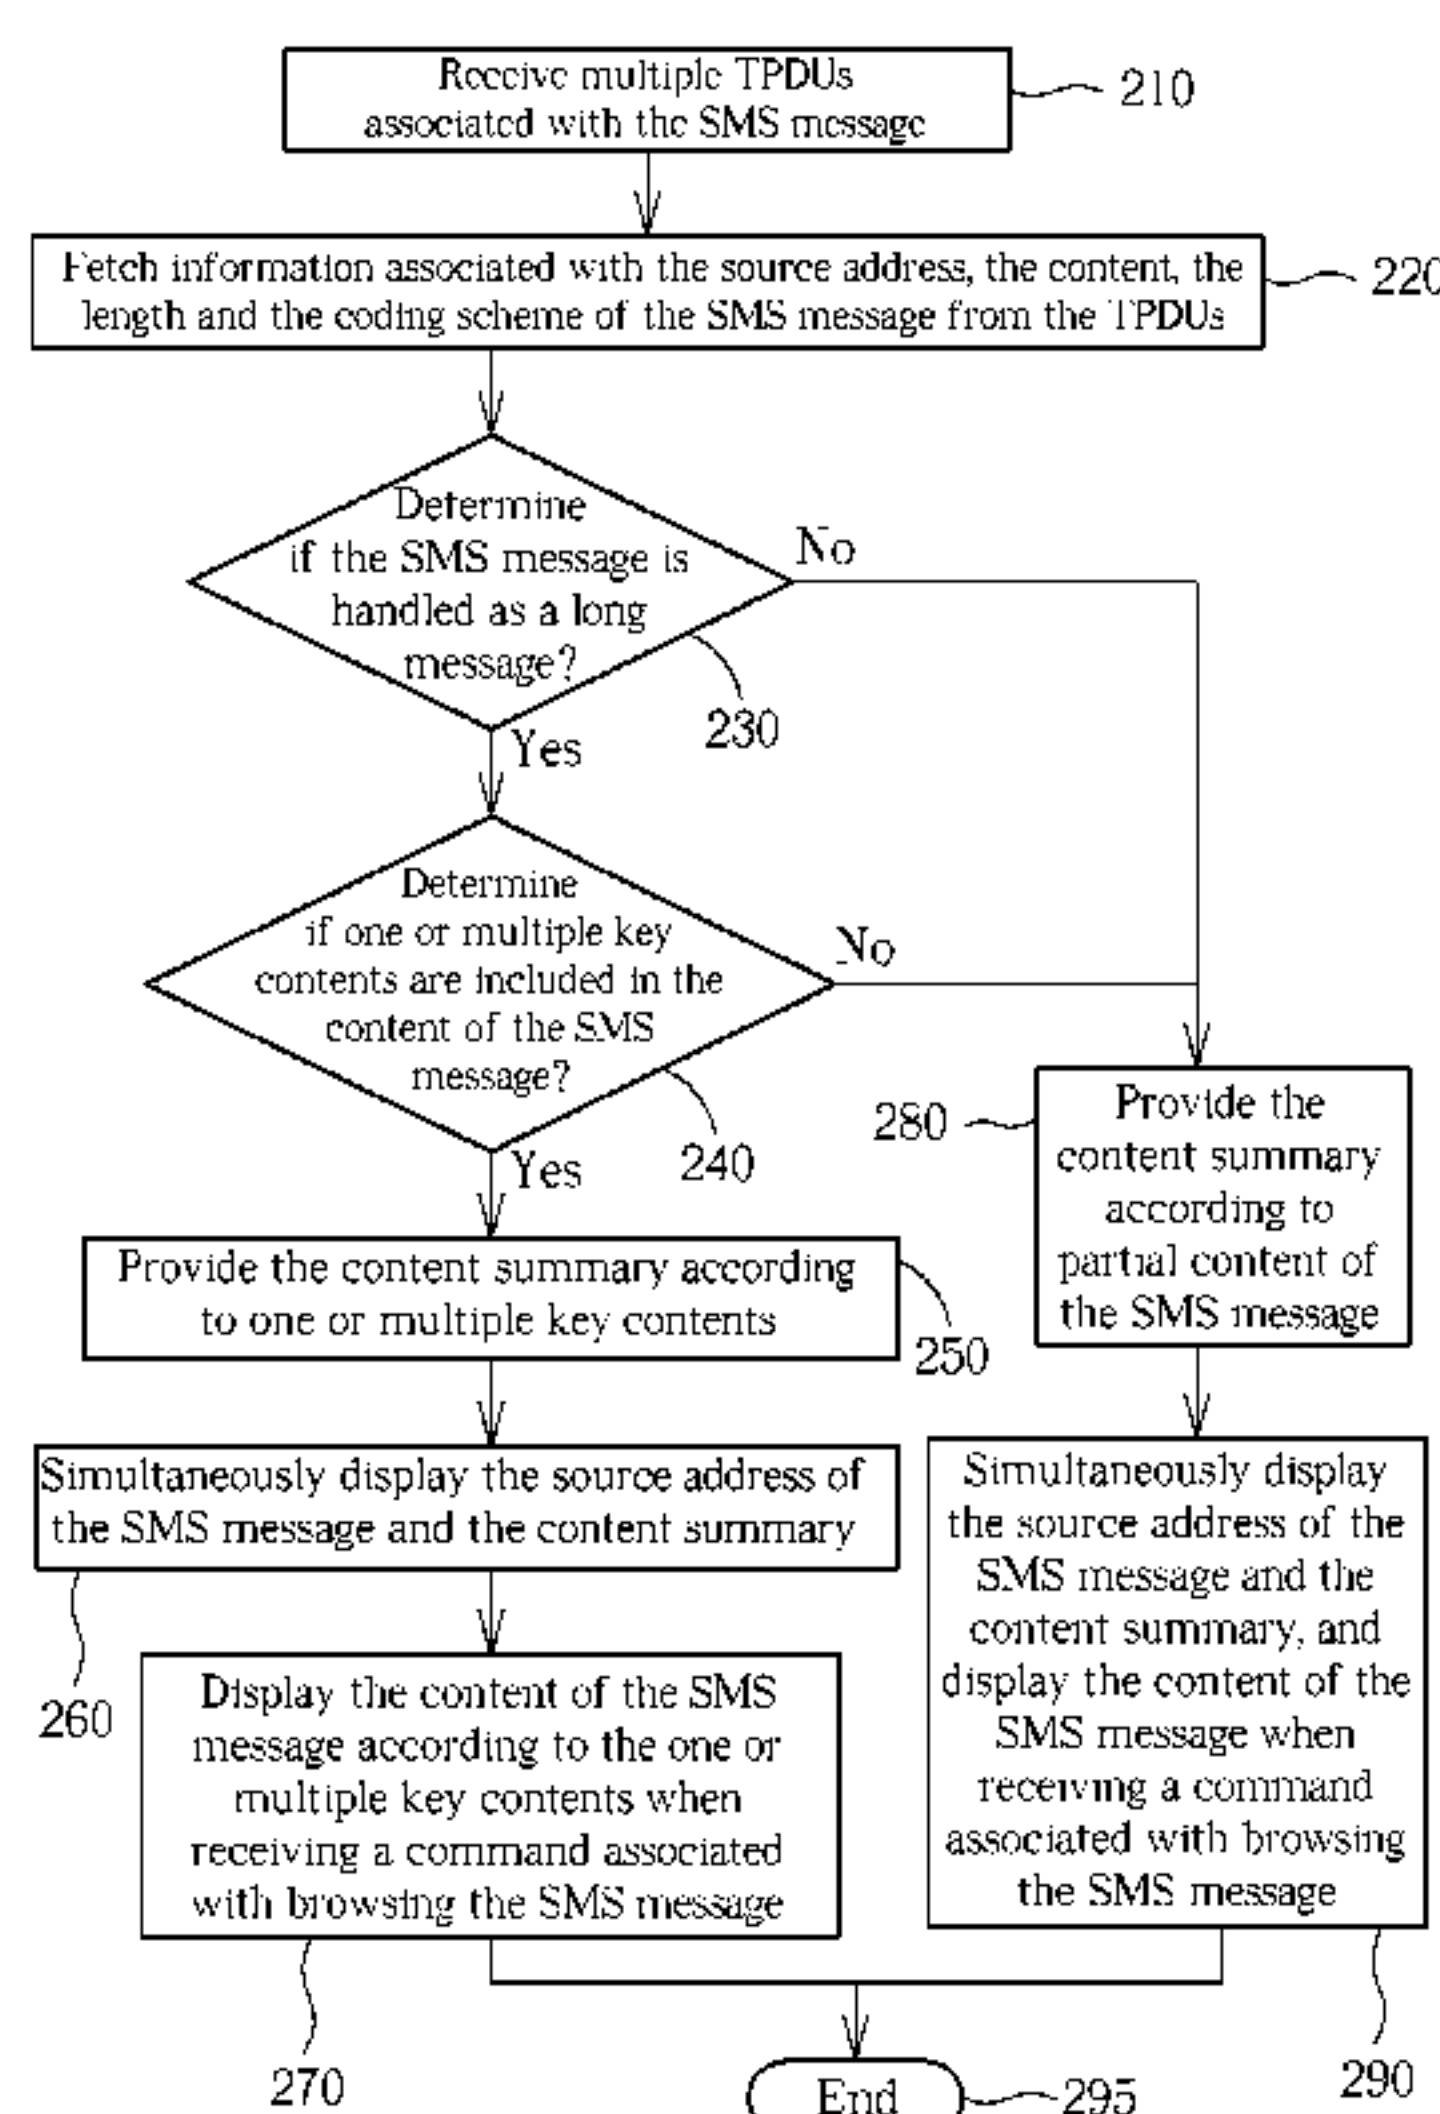 Receive multiple TPDUs
associated with the SMS message
210
Fetch information associated with the source address, the content, the
length and the coding scheme of the SMS message from the TPDUs
220
Determine
if the SMS message is
handled as a long
message?
No
230
Yes
Determine
if one or multiple key
contents are included in the
content of the SMS
message?
No
240
Yes
280
Provide the
content summary
according to
partial content of
the SMS message
Provide the content summary according
to one or multiple key contents
250
Simultaneously display the source address of
the SMS message and the content summary
260
Simultaneously display
the source address of the
SMS message and the
content summary, and
display the content of the
SMS message when
receiving a command
associated with browsing
the SMS message
290
Display the content of the SMS
message according to the one or
multiple key contents when
receiving a command associated
with browsing the SMS message
270
End
295